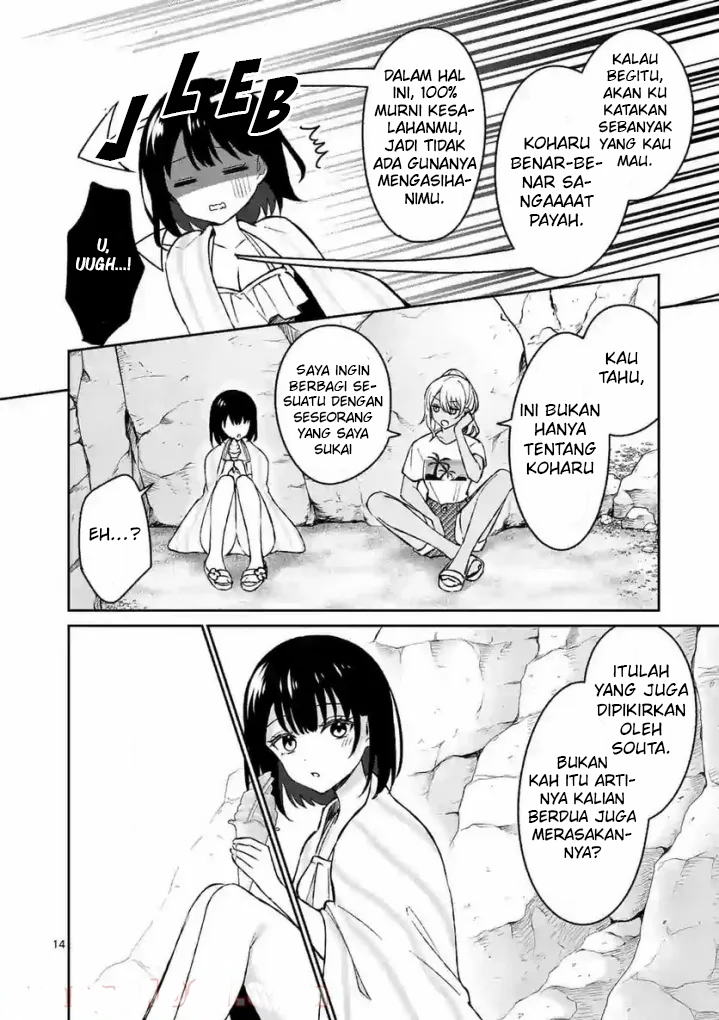 KALAU
BEGITU,
AKAN KU
KATAKAN
SEBANYAK
YANG KAU
MAU.
KOHARU
BENAR-BE-
NAR SA-
NGAAAAT
PAYAH.
DALAM HAL
INI, 100%
MURNI KESA-
LAHANMU,
JADI TIDAK
ADA GUNANYA
MENGASIHA-
NIMU.
JLEB
U,
UUGH...!
KAU
TAHU,
INI BUKAN
HANYA
TENTANG
KOHARU
SAYA INGIN
BERBAGI SE-
SUATU DENGAN
SESEORANG
YANG SAYA
SUKAI
EH...?
ITULAH
YANG JUGA
DIPIKIRKAN
OLEH
SOUTA.
BUKAN
KAH ITU ARTI-
NYA KALIAN
BERDUA JUGA
MERASAKAN-
NYA?
14